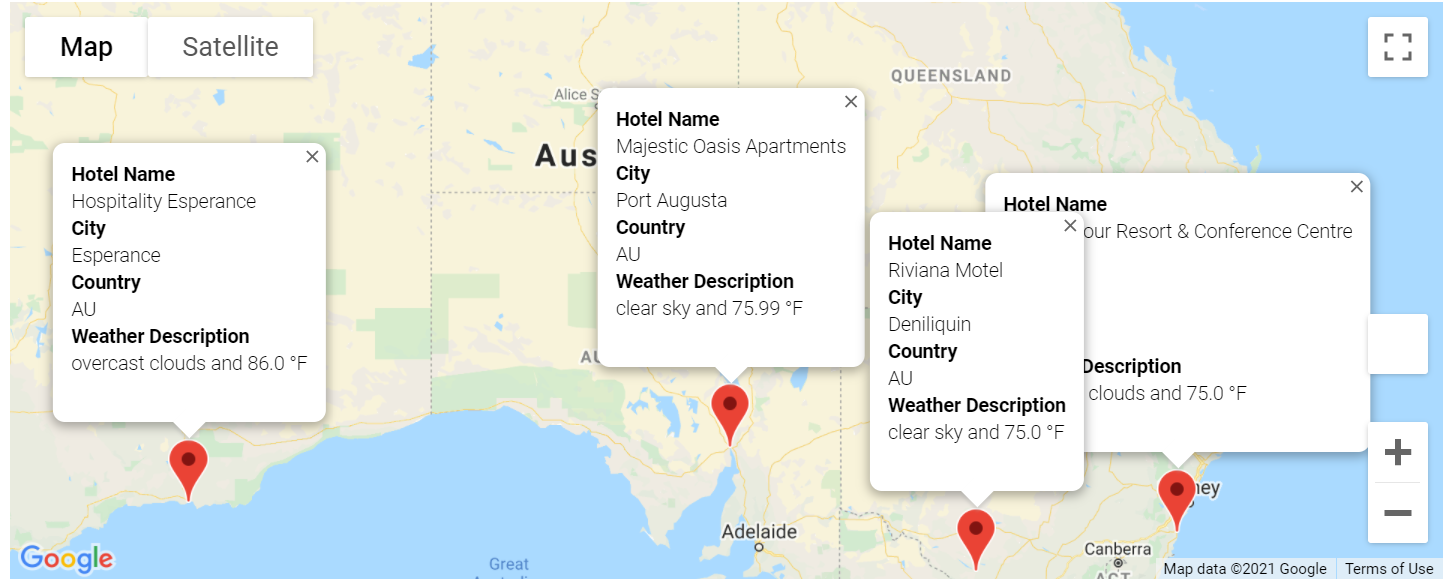 Map
Satellite
QUEENSLAND
Alice S
Aus
AU
Hotel Name
Hospitality Esperance
City
Esperance
Country
AU
Weather Description
overcast clouds and 86.0 °F
Hotel Name
Majestic Oasis Apartments
City
Port Augusta
Country
AU
Weather Description
clear sky and 75.99 °F
Hotel Name
Riviana Motel
City
Deniliquin
Country
AU
Weather Description
clear sky and 75.0 °F
Hotel Name
our Resort & Conference Centre
Description
clouds and 75.0 °F
ney
Adelaide
Canberra
ACT
Great
Google
Map data ©2021 Google
Terms of Use